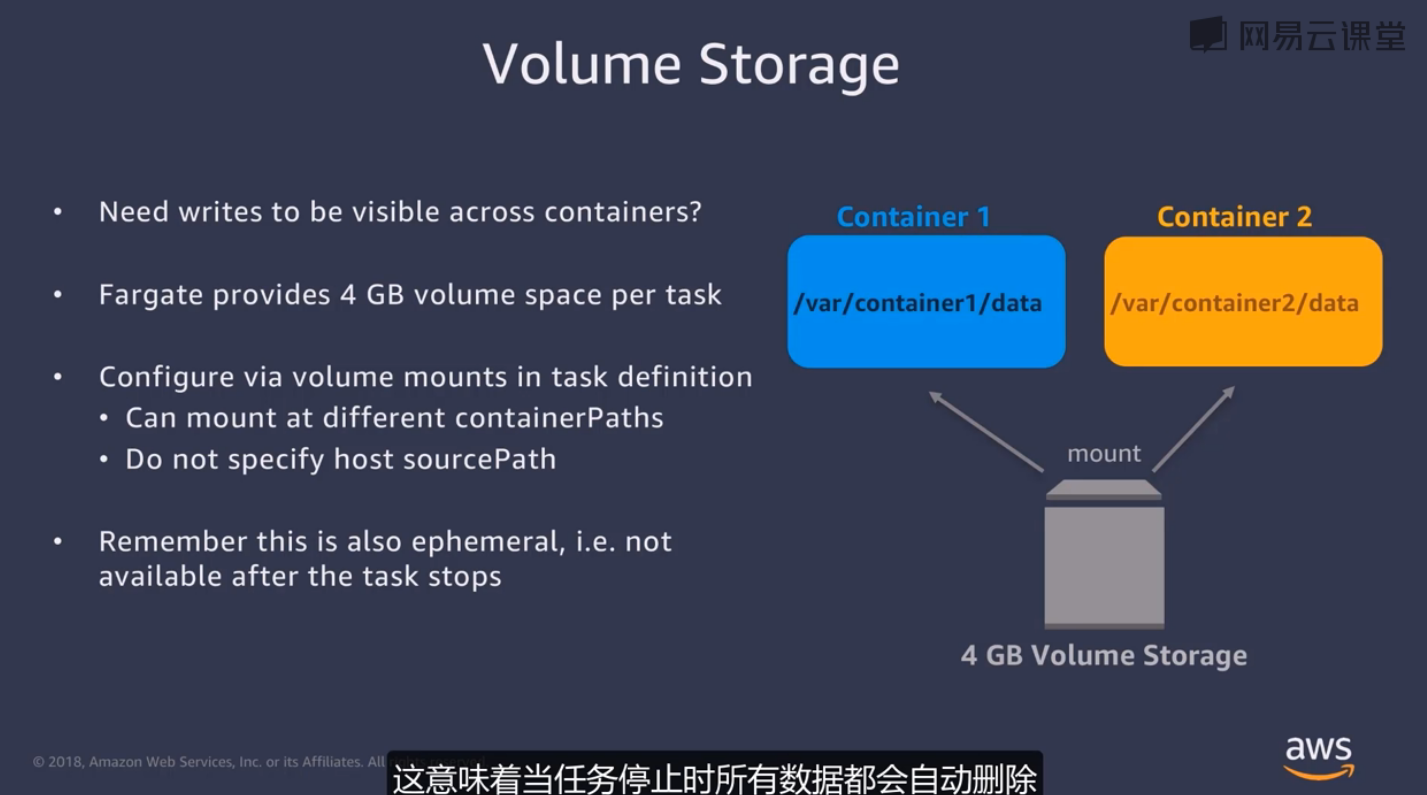 网易云课堂
Volume Storage
• Need writes to be visible across containers?
• Fargate provides 4 GB volume space per task
• Configure via volume mounts in task definition
• Can mount at different containerPaths
• Do not specify host sourcePath
• Remember this is also ephemeral, i.e. not
available after the task stops
Container 1
/var/container1/data
Container 2
/var/container2/data
mount
4 GB Volume Storage
© 2018, Amazon Web Services, Inc. or its Affiliates. All rights reserved.
aws
这意味着当任务停止时所有数据都会自动删除